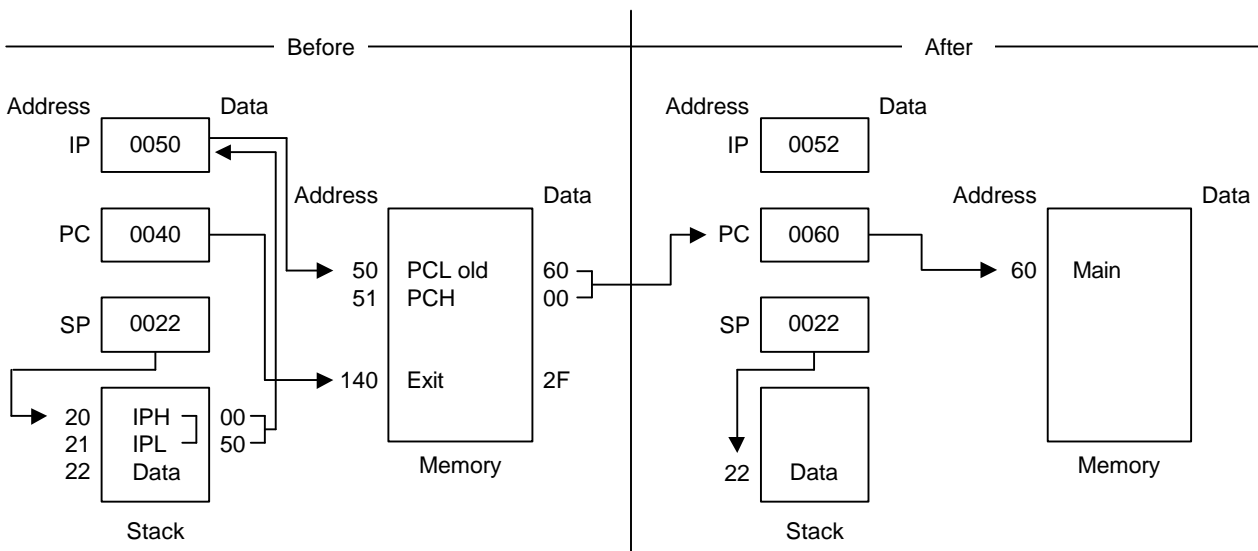 Before
After
Address
Data
IP
0050
Address
Data
PC
0040
50
PCL old
60
51
PCH
00
SP
0022
140
Exit
2F
20
IPH
00
21
IPL
50
22
Data
Memory
Stack
Address
Data
IP
0052
Address
Data
PC
0060
60
Main
SP
0022
22
Data
Memory
Stack